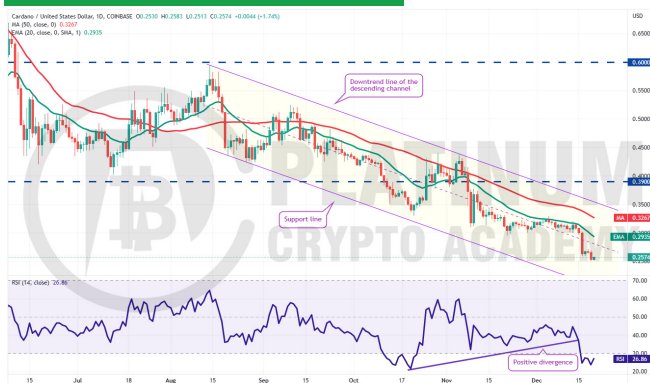 Cardano / United States Dollar, 1D, COINBASE O0.2530 H0.2583 L0.2513 C0.2574 +0.0044 (+1.74%)
MA (50, close, 0) 0.3267
EMA (20, close, 0, SMA, 1) 0.2935
USD
0.6500
0.6000
Downtrend line of the
descending channel
0.5500
0.5000
0.4500
PLATINUM
0.3900
Support line
0.3500
CRYPTO ACADEMY
MA 0.3267
EMA 0.2935
0.2574
RSI (14, close) 26.86
70.00
60.00
50.00
40.00
30.00
Positive divergence
RSI 26.86
20.00
15 Jul 15 Aug 15 Sep 15 Oct 17 Nov 15 Dec 15